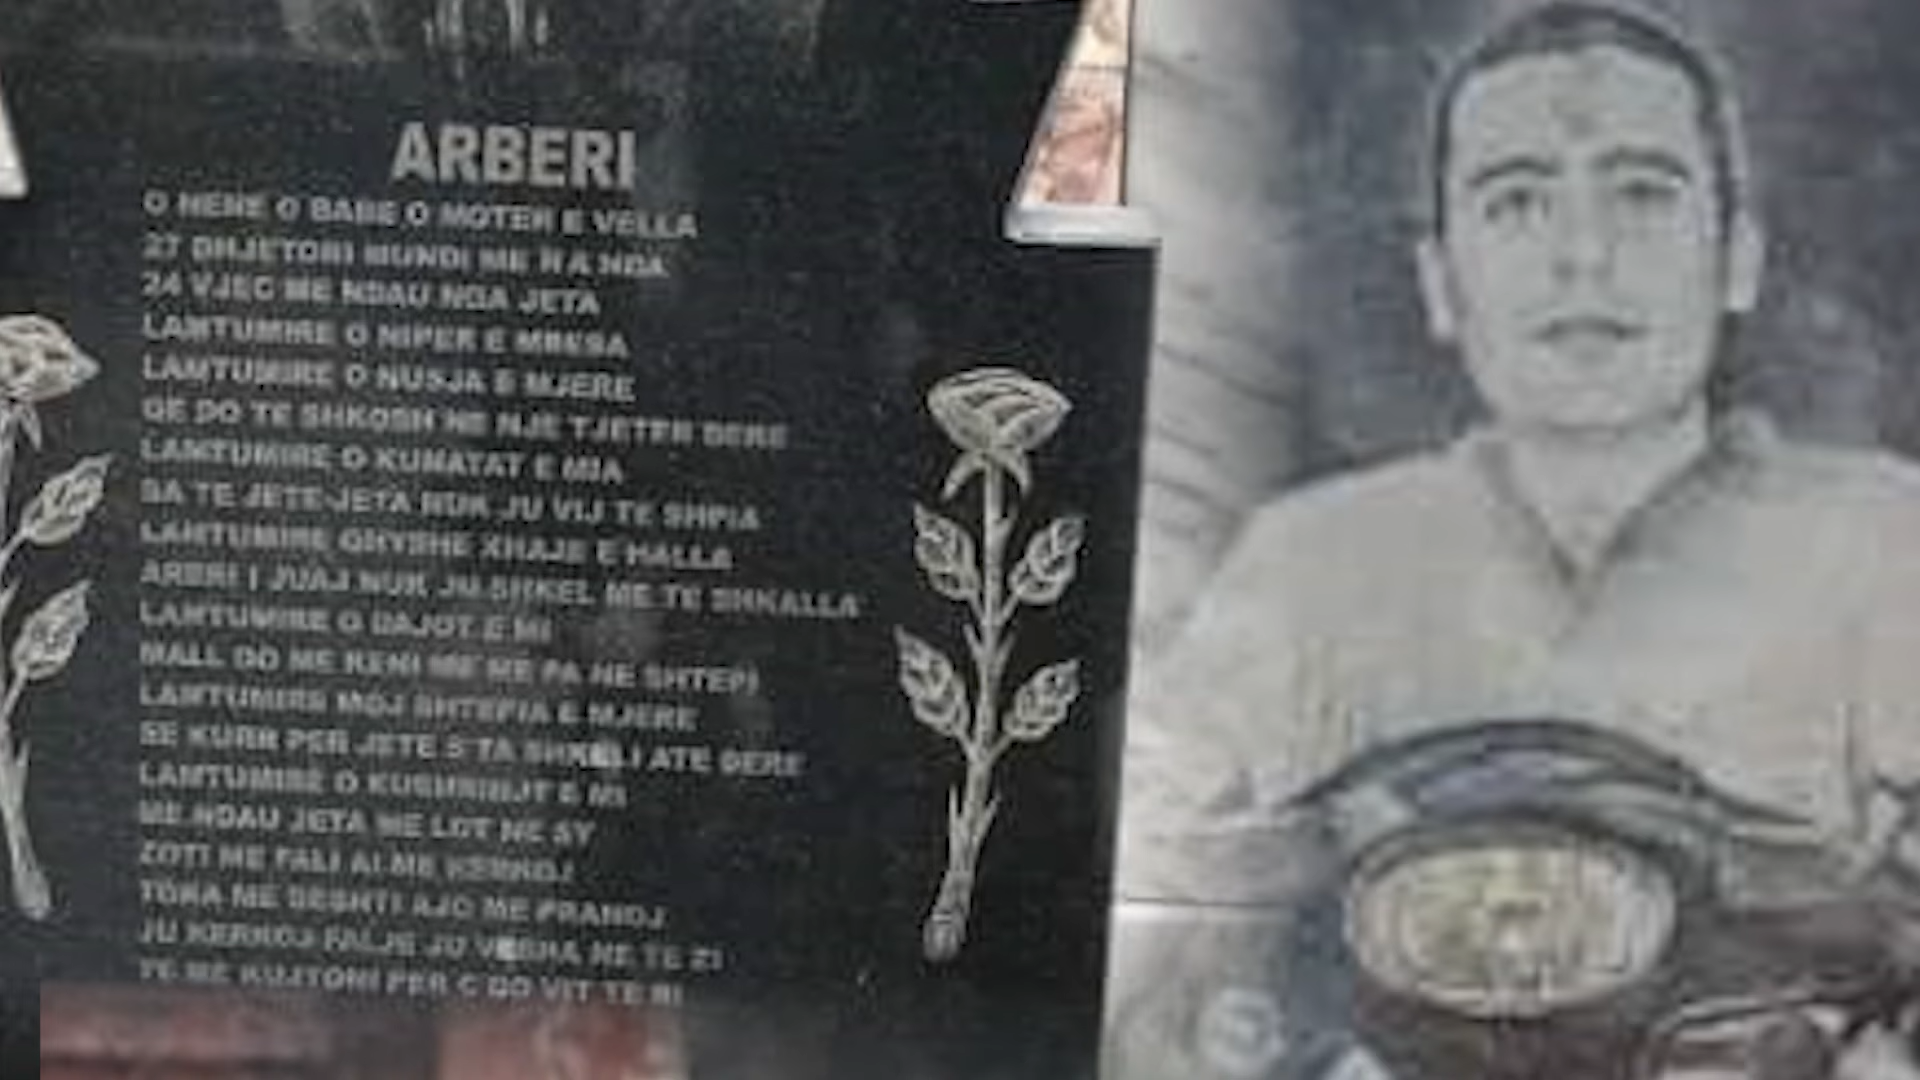 ARBERI
O NENE O BABE O MOTER E VELLA
27 DHJETORI MUNDI ME NA NDA
24 VJEC ME NDAU NGA JETA
LAMTUMIRE O NIPER E MBESA
LAMTUMIRE O NUSJA E MJERE
QE DO TE SHKOSH NE NJE TJETER DERE
LAMTUMIRE O KUNATAT E MIA
SA TE JETE JETA NUK JU VIJ TE SHPIA
LAMTUMIRE GHYSHE XHAJE E HALLA
ARBRI I JUAJ NUK JU SHKEL ME TE SHKALLA
LAMTUMIRE O DAJOT E MI
MALL DO ME KENI ME ME PA NE SHTEPI
LAMTUMIRE MOJ SHTEPIA E MJERE
SE KURR PER JETE S'TA SHKELI ATE DERE
LAMTUMIRE O KUSHRINJT E MI
ME NDAU JETA ME LOT NE SY
ZOTI ME FALI AI ME KERKOJ
TOKA ME DESHTI AJO ME PRANOJ
JU KERKOJ FALJE JU VESHA NE TE ZI
TE ME KUJTONI PER C DO VIT TE RI